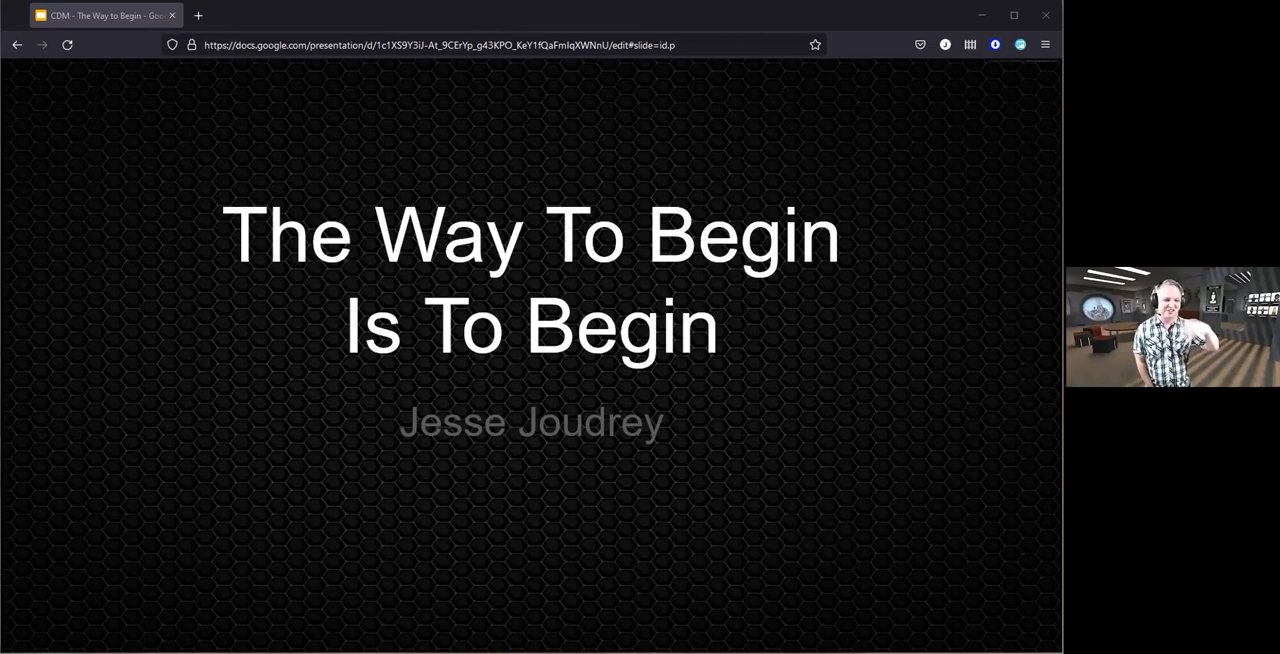 CDM - The Way to Begin - Goo
https://docs.google.com/presentation/d/1c1XS9Y3iJ-At_9CErYp_g43KPO_KeY1fQaFmIqXWNnU/edit#slide=id.p
J
The Way To Begin
Is To Begin
Jesse Joudrey